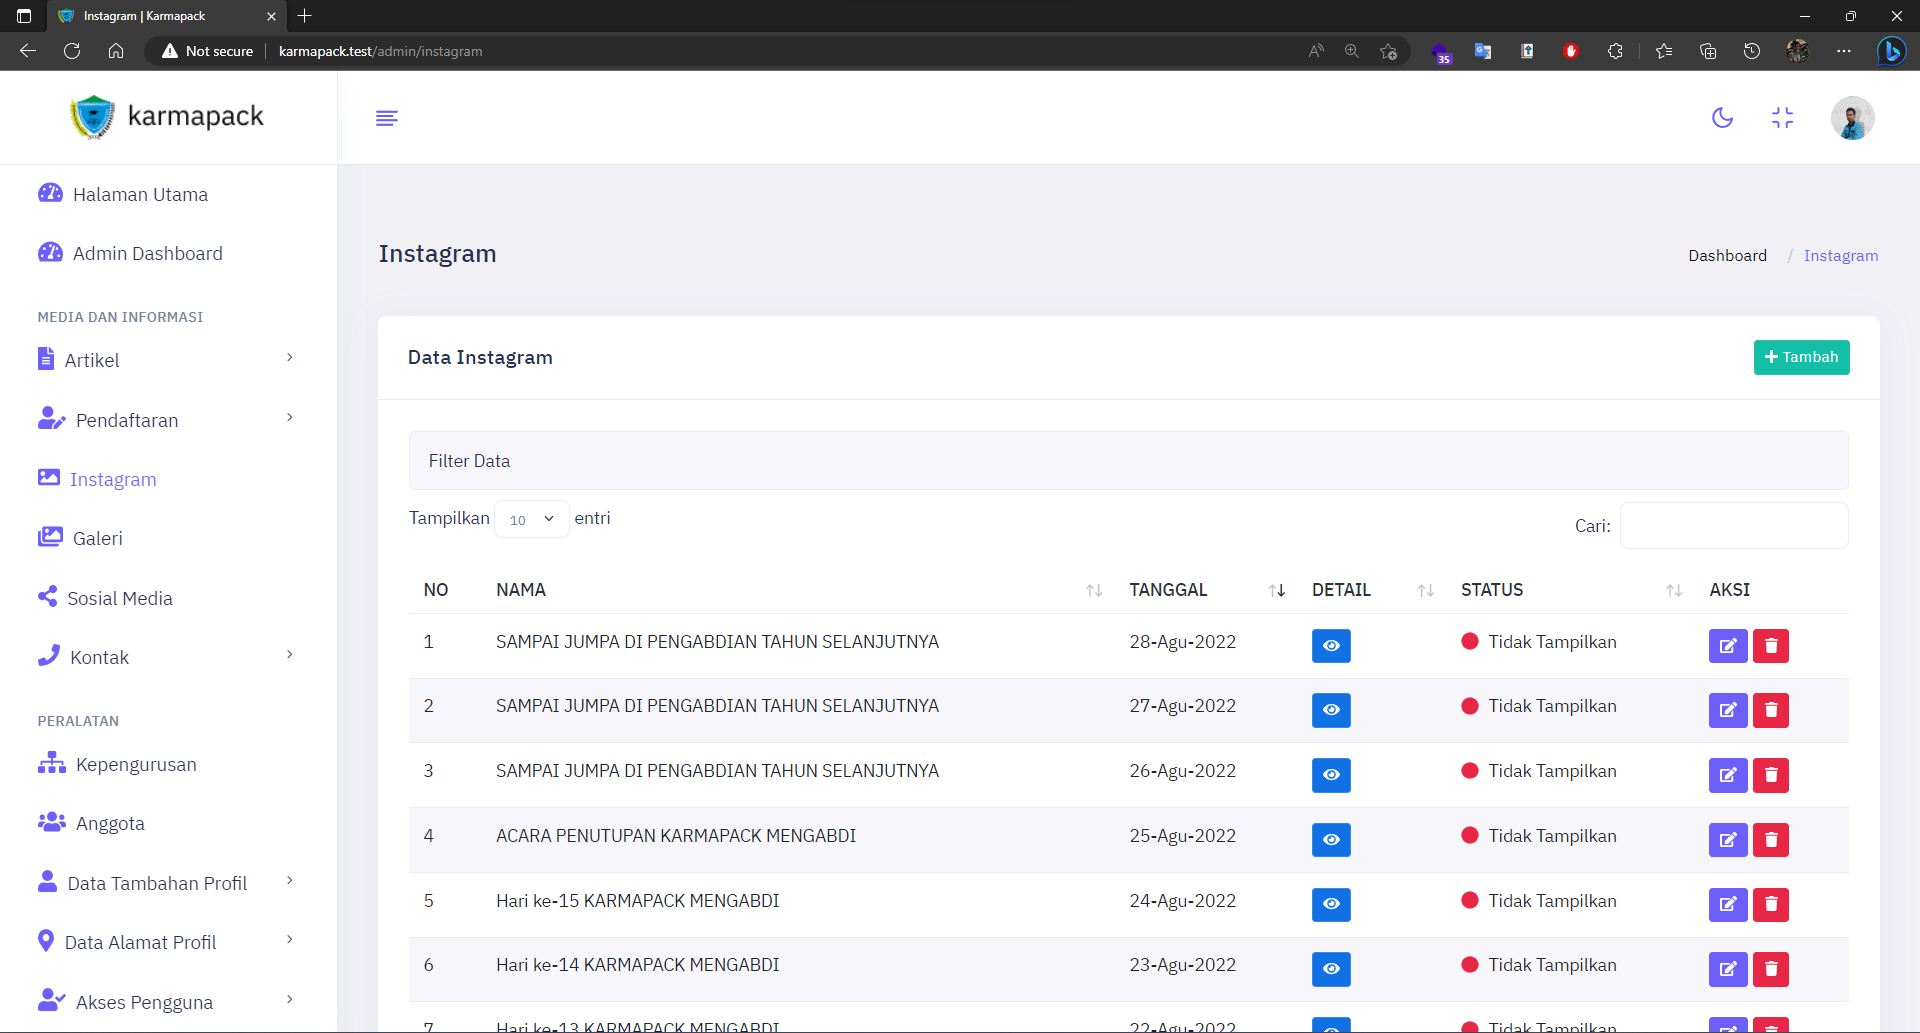 Instagram | Karmapack
Not secure
karmapack.test/admin/instagram
35
karmapack
Halaman Utama
Admin Dashboard
MEDIA DAN INFORMASI
Artikel
Pendaftaran
Instagram
Galeri
Sosial Media
Kontak
PERALATAN
Kepengurusan
Anggota
Data Tambahan Profil
Data Alamat Profil
Akses Pengguna
Instagram
Dashboard / Instagram
Data Instagram
Tambah
Filter Data
Tampilkan 10 entri
Cari:
NO NAMA TANGGAL DETAIL STATUS AKSI
1 SAMPAI JUMPA DI PENGABDIAN TAHUN SELANJUTNYA 28-Agu-2022 Tidak Tampilkan
2 SAMPAI JUMPA DI PENGABDIAN TAHUN SELANJUTNYA 27-Agu-2022 Tidak Tampilkan
3 SAMPAI JUMPA DI PENGABDIAN TAHUN SELANJUTNYA 26-Agu-2022 Tidak Tampilkan
4 ACARA PENUTUPAN KARMAPACK MENGABDI 25-Agu-2022 Tidak Tampilkan
5 Hari ke-15 KARMAPACK MENGABDI 24-Agu-2022 Tidak Tampilkan
6 Hari ke-14 KARMAPACK MENGABDI 23-Agu-2022 Tidak Tampilkan
7 Hari ke-13 KARMAPACK MENGABDI 22-Agu-2022 Tidak Tampilkan